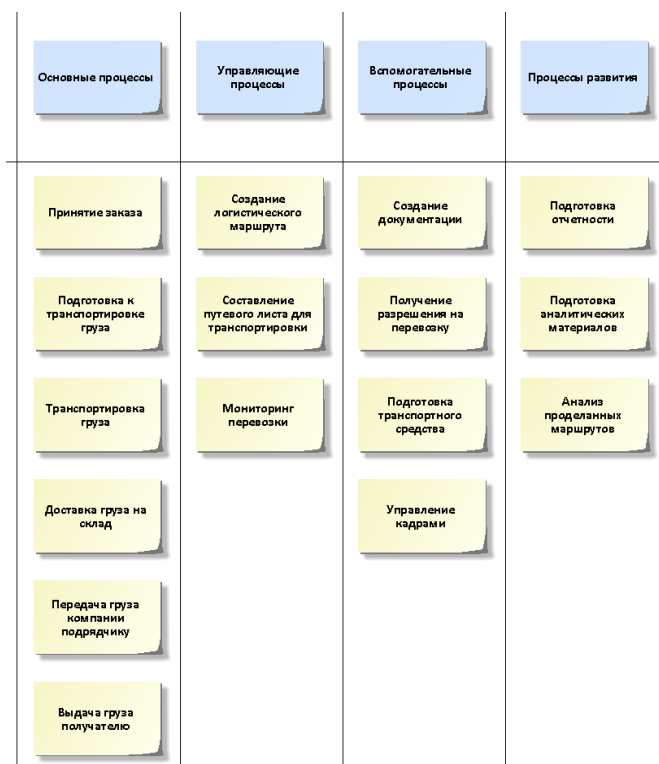 Основные процессы
Управляющие
процессы
Вспомогательные
процессы
Процессы развития
Принятие заказа
Подготовка к
транспортировке
груза
Транспортировка
груза
Доставка груза на
склад
Передача груза
компании
подрядчику
Выдача груза
получателю
Создание
логистического
маршрута
Составление
путевого листа для
транспортировки
Мониторинг
перевозки
Создание
документации
Получение
разрешения на
перевозку
Подготовка
транспортного
средства
Управление
кадрами
Подготовка
отчетности
Подготовка
аналитических
материалов
Анализ
проделанных
маршрутов